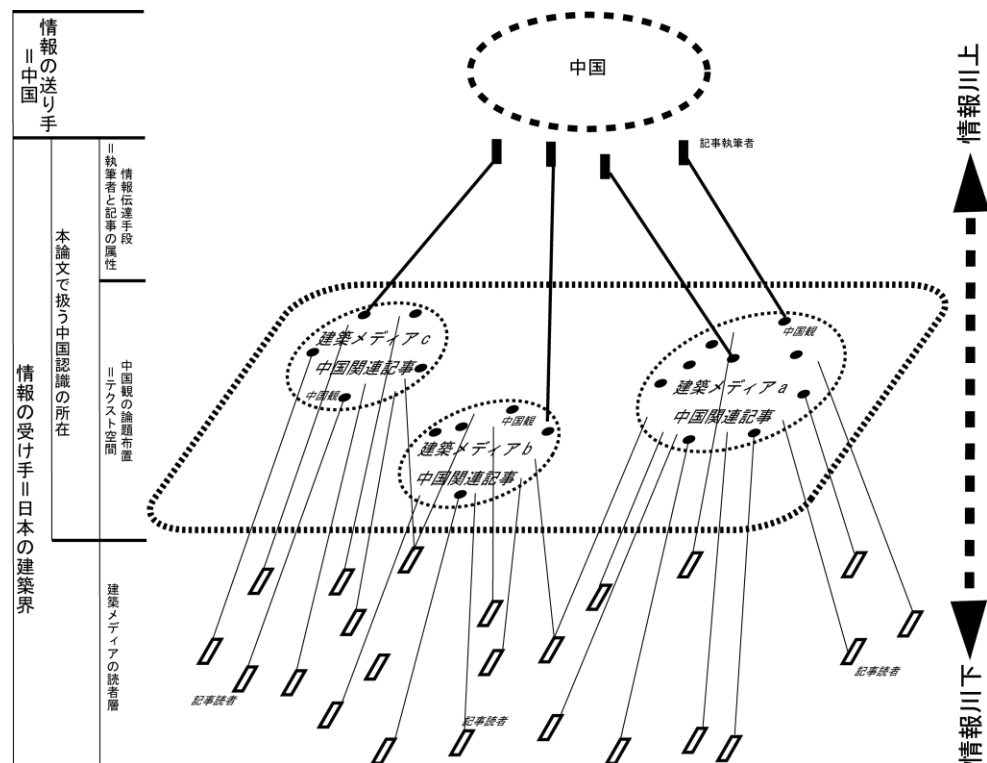 情報の送り手
＝中国
中国
情報川上
記事執筆者
情報伝達手段
＝執筆者と記事の属性
本論文で扱う中国認識の所在
情報の受け手＝日本の建築界
中国観の論題布置
＝テクスト空間
建築メディアの読者層
建築メディアc
中国関連記事
中国観
中国観
建築メディアb
中国関連記事
中国観
建築メディアa
中国関連記事
記事読者
記事読者
記事読者
情報川下